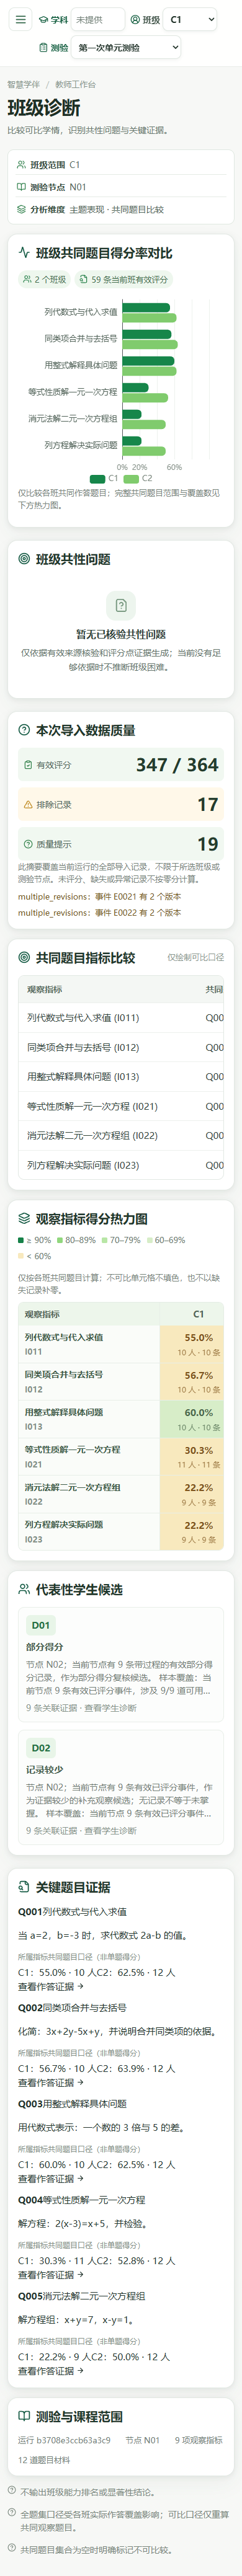 学科 未提供 班级 C1
测验 第一次单元测验
智慧学伴 / 教师工作台
班级诊断
比较可比学情，识别共性问题与关键证据。
班级范围 C1
测验节点 N01
分析维度 主题表现 · 共同题目比较
班级共同题目得分率对比
2 个班级 59 条当前班有效评分
列代数式与代入求值
同类项合并与去括号
用整式解释具体问题
等式性质解一元一次方程
消元法解二元一次方程组
列方程解决实际问题
0% 20% 60%
C1 C2
仅比较各班共同作答题目；完整共同题目范围与覆盖数见
下方热力图。
班级共性问题
暂无已核验共性问题
仅依据有效来源核验和评分点证据生成；当前没有足
够依据时不推断班级困难。
本次导入数据质量
有效评分 347 / 364
排除记录 17
质量提示 19
此摘要覆盖当前运行的全部导入记录，不限于所选班级或
测验节点。未评分、缺失或异常记录不按零分计算。
multiple_revisions：事件 E0021 有 2 个版本
multiple_revisions：事件 E0022 有 2 个版本
共同题目指标比较 仅绘制可比口径
观察指标 共同
列代数式与代入求值 (I011) Q00
同类项合并与去括号 (I012) Q00
用整式解释具体问题 (I013) Q00
等式性质解一元一次方程 (I021) Q00
消元法解二元一次方程组 (I022) Q00
列方程解决实际问题 (I023) Q00
观察指标得分热力图
≥ 90% 80–89% 70–79% 60–69%
< 60%
仅按各班共同题目计算；不可比单元格不填色，也不以缺
失记录补零。
观察指标 C1
列代数式与代入求值 55.0%
I011 10 人 · 10 条
同类项合并与去括号 56.7%
I012 10 人 · 10 条
用整式解释具体问题 60.0%
I013 10 人 · 10 条
等式性质解一元一次方程 30.3%
I021 11 人 · 11 条
消元法解二元一次方程组 22.2%
I022 9 人 · 9 条
列方程解决实际问题 22.2%
I023 9 人 · 9 条
代表性学生候选
D01
部分得分
节点 N02；当前节点有 9 条带过程的有效部分得
分记录，作为部分得分复核候选。 样本覆盖：当
前节点 9 条有效已评分事件，涉及 9/9 道可用…
9 条关联证据 · 查看学生诊断
D02
记录较少
节点 N02；当前节点有 9 条有效已评分事件，作
为证据较少的补充观察候选；无记录不等于未掌
握。 样本覆盖：当前节点 9 条有效已评分事件…
9 条关联证据 · 查看学生诊断
关键题目证据
Q001列代数式与代入求值
当 a=2，b=-3 时，求代数式 2a-b 的值。
所属指标共同题目口径（非单题得分）
C1：55.0% · 10 人C2：62.5% · 12 人
查看作答证据 →
Q002同类项合并与去括号
化简：3x+2y-5x+y，并说明合并同类项的依据。
所属指标共同题目口径（非单题得分）
C1：56.7% · 10 人C2：63.9% · 12 人
查看作答证据 →
Q003用整式解释具体问题
用代数式表示：一个数的 3 倍与 5 的差。
所属指标共同题目口径（非单题得分）
C1：60.0% · 10 人C2：62.5% · 12 人
查看作答证据 →
Q004等式性质解一元一次方程
解方程：2(x-3)=x+5，并检验。
所属指标共同题目口径（非单题得分）
C1：30.3% · 11 人C2：52.8% · 12 人
查看作答证据 →
Q005消元法解二元一次方程组
解方程组：x+y=7，x-y=1。
所属指标共同题目口径（非单题得分）
C1：22.2% · 9 人C2：50.0% · 12 人
查看作答证据 →
测验与课程范围
运行 b3708e3ccb63a3c9 节点 N01 9 项观察指标
12 道题目材料
不输出班级能力排名或显著性结论。
全题集口径受各班实际作答覆盖影响；可比口径仅重算
共同观察题目。
共同题目集合为空时明确标记不可比较。